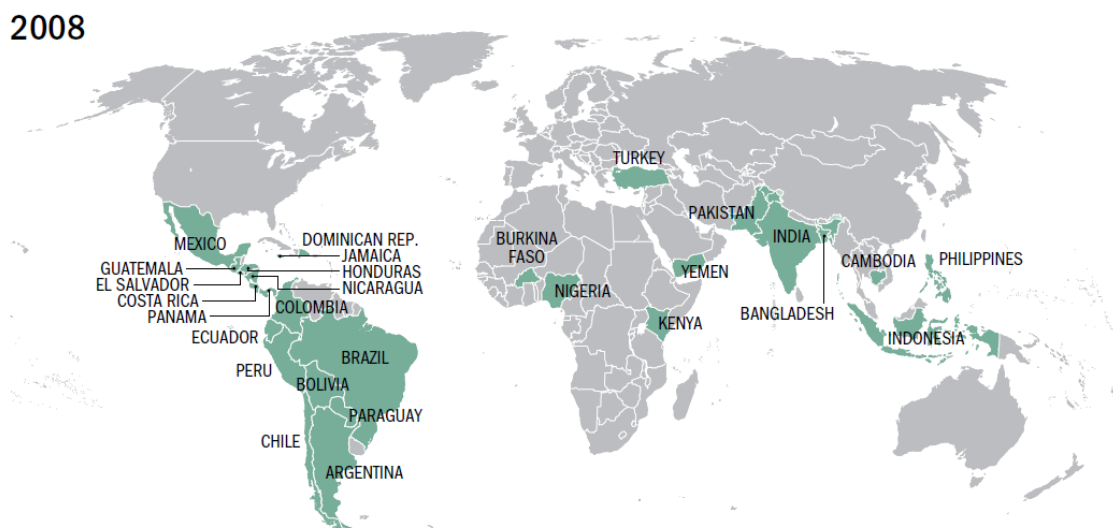 2008
TURKEY
PAKISTAN
MEXICO
DOMINICAN REP.
JAMAICA
BURKINA
FASO
INDIA
GUATEMALA
HONDURAS
YEMEN
CAMBODIA
PHILIPPINES
EL SALVADOR
NICARAGUA
NIGERIA
COSTA RICA
COLOMBIA
PANAMA
KENYA
BANGLADESH
ECUADOR
INDONESIA
BRAZIL
PERU
BOLIVIA
PARAGUAY
CHILE
ARGENTINA